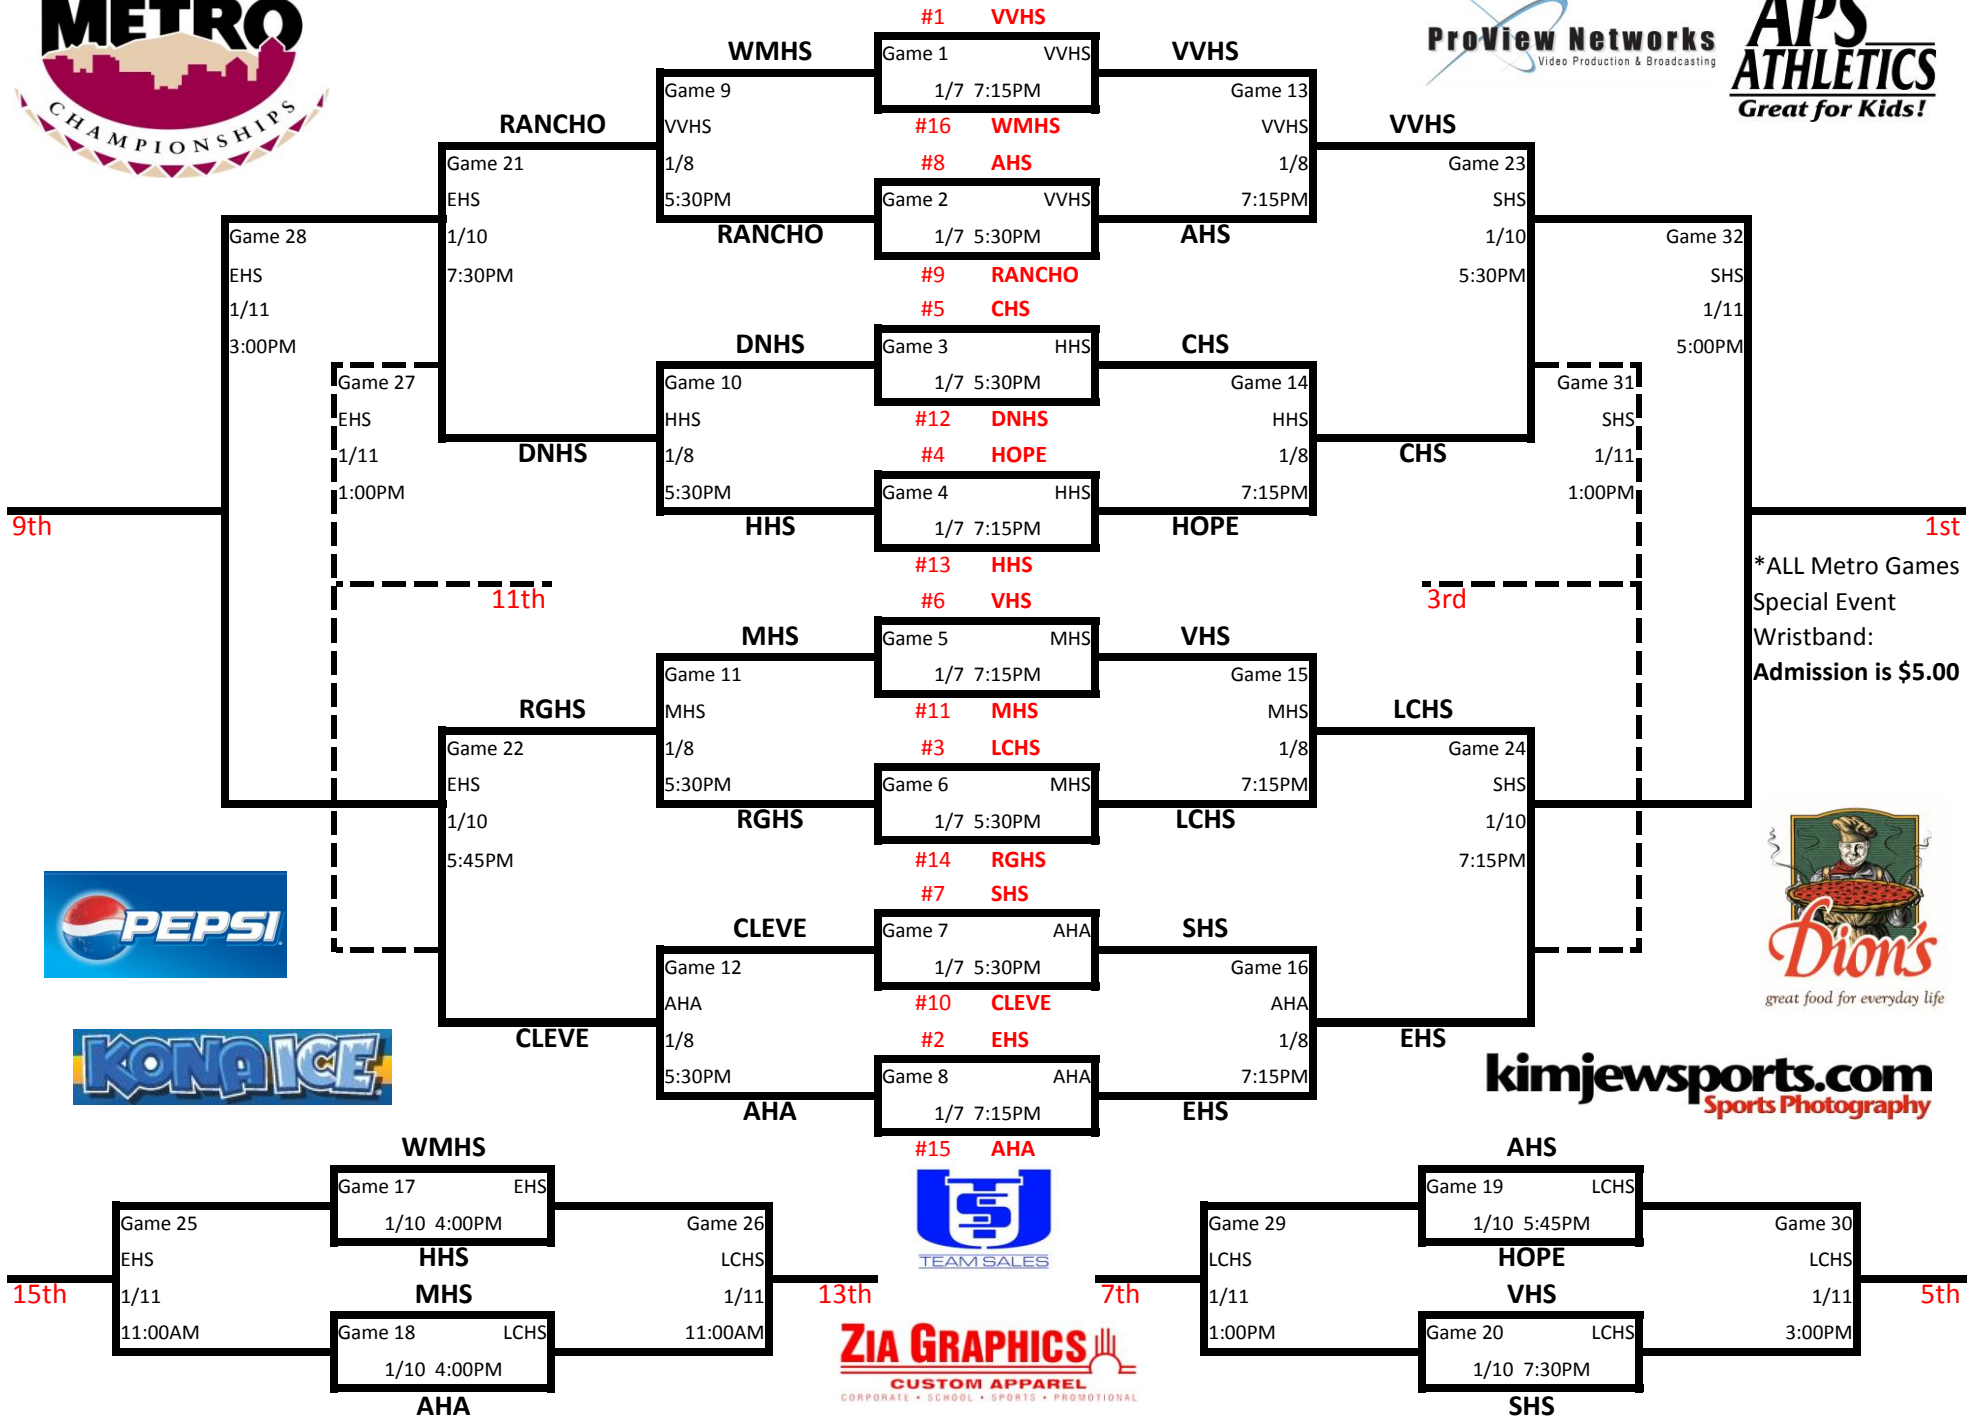 METRO
CHAMPIONSHIPS
ProView Networks
Video Production & Broadcasting
APS
ATHLETICS
Great for Kids!
#1 VVHS
WMHS
Game 1 VVHS
VVHS
1/7 7:15PM
Game 9
Game 13
#16 WMHS
RANCHO
VVHS
VVHS
VVHS
#8 AHS
Game 21
1/8
1/8
Game 23
EHS
5:30PM
Game 2 VVHS
7:15PM
SHS
Game 28
1/10
RANCHO
1/7 5:30PM
AHS
1/10
Game 32
EHS
7:30PM
#9 RANCHO
5:30PM
SHS
1/11
#5 CHS
1/11
3:00PM
DNHS
Game 3 HHS
CHS
5:00PM
Game 27
Game 10
1/7 5:30PM
Game 14
Game 31
EHS
HHS
#12 DNHS
HHS
SHS
1/11
DNHS
1/8
#4 HOPE
1/8
CHS
1/11
1:00PM
5:30PM
Game 4 HHS
7:15PM
1:00PM
9th
HHS
1/7 7:15PM
HOPE
1st
#13 HHS
*ALL Metro Games
11th
#6 VHS
3rd
Special Event
MHS
Game 5 MHS
VHS
Wristband:
Game 11
1/7 7:15PM
Game 15
Admission is $5.00
RGHS
MHS
#11 MHS
MHS
LCHS
Game 22
1/8
#3 LCHS
1/8
Game 24
EHS
5:30PM
Game 6 MHS
7:15PM
SHS
1/10
RGHS
1/7 5:30PM
LCHS
1/10
5:45PM
#14 RGHS
7:15PM
#7 SHS
PEPSI
CLEVE
Game 7 AHA
SHS
Dion's
Game 12
1/7 5:30PM
Game 16
great food for everyday life
AHA
#10 CLEVE
AHA
KONA ICE
CLEVE
1/8
#2 EHS
1/8
EHS
5:30PM
Game 8 AHA
7:15PM
kimjewsports.com
Sports Photography
AHA
1/7 7:15PM
EHS
WMHS
#15 AHA
AHS
Game 17 EHS
Game 19 LCHS
Game 25
1/10 4:00PM
Game 26
Game 29
1/10 5:45PM
Game 30
EHS
HHS
LCHS
UST
TEAM SALES
LCHS
HOPE
LCHS
15th
1/11
MHS
1/11
13th
7th
1/11
VHS
1/11
5th
11:00AM
Game 18 LCHS
11:00AM
ZIA GRAPHICS
1:00PM
Game 20 LCHS
3:00PM
1/10 4:00PM
CUSTOM APPAREL
1/10 7:30PM
CORPORATE • SCHOOL • SPORTS • PROMOTIONAL
AHA
SHS